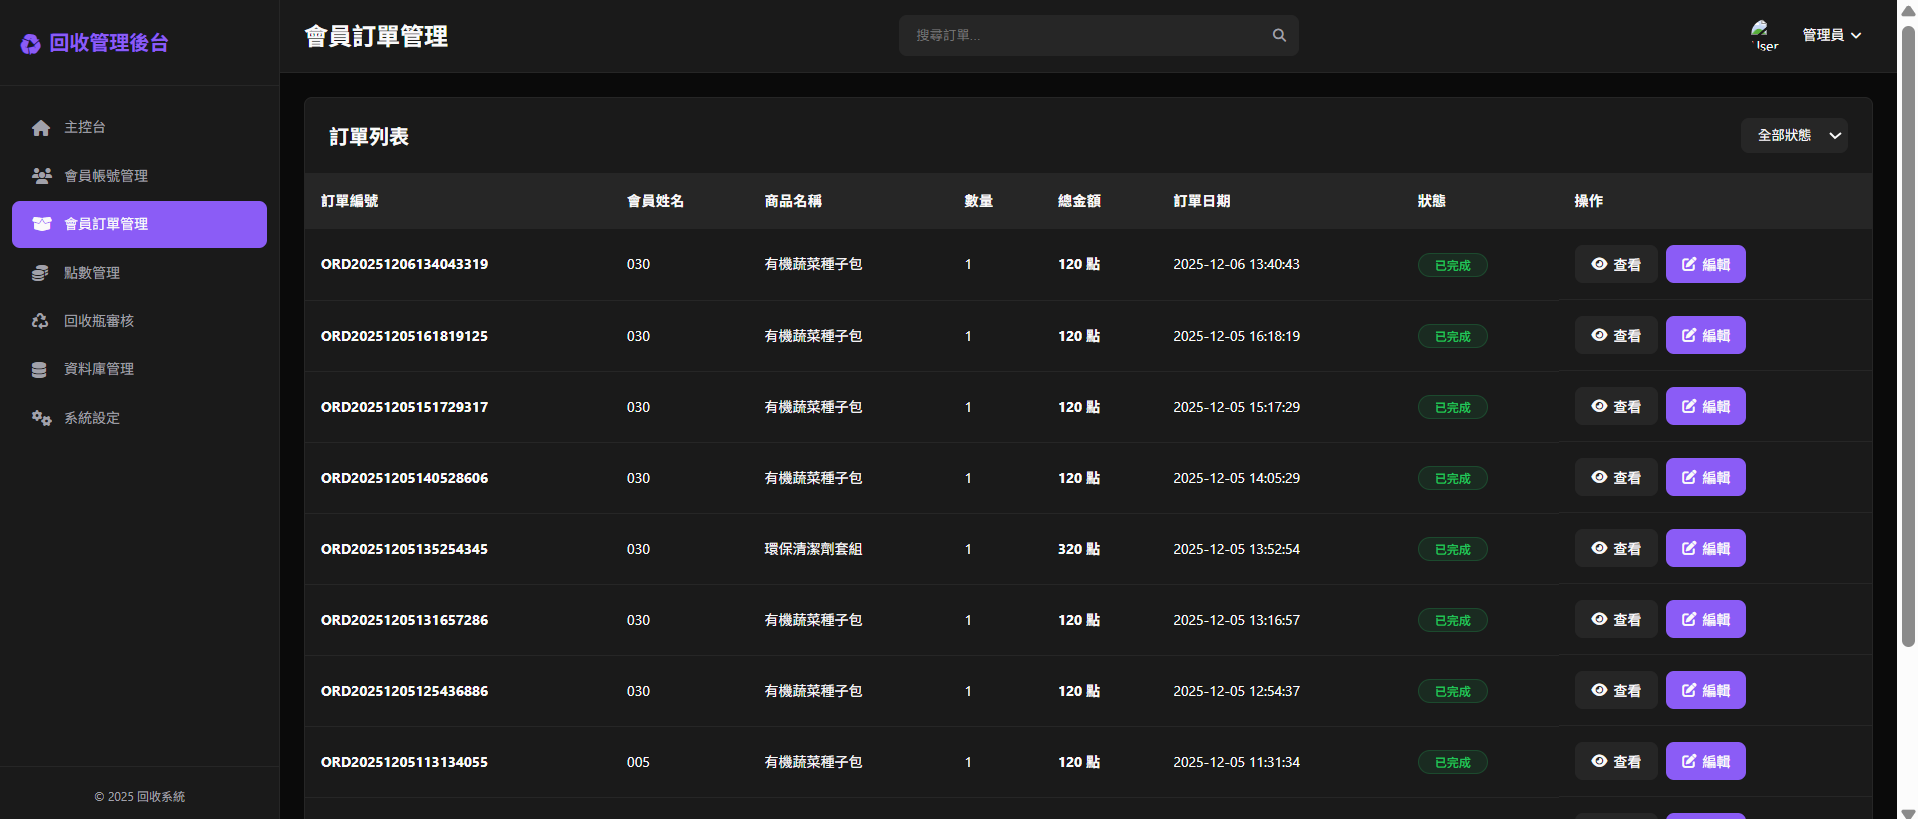 回收管理後台
會員訂單管理
搜尋訂單...
User
管理員
主控台
會員帳號管理
會員訂單管理
點數管理
回收瓶審核
資料庫管理
系統設定
© 2025 回收系統
訂單列表
全部狀態
訂單編號 會員姓名 商品名稱 數量 總金額 訂單日期 狀態 操作
ORD20251206134043319 030 有機蔬菜種子包 1 120 點 2025-12-06 13:40:43 已完成 查看 編輯
ORD20251205161819125 030 有機蔬菜種子包 1 120 點 2025-12-05 16:18:19 已完成 查看 編輯
ORD20251205151729317 030 有機蔬菜種子包 1 120 點 2025-12-05 15:17:29 已完成 查看 編輯
ORD20251205140528606 030 有機蔬菜種子包 1 120 點 2025-12-05 14:05:29 已完成 查看 編輯
ORD20251205135254345 030 環保清潔劑套組 1 320 點 2025-12-05 13:52:54 已完成 查看 編輯
ORD20251205131657286 030 有機蔬菜種子包 1 120 點 2025-12-05 13:16:57 已完成 查看 編輯
ORD20251205125436886 030 有機蔬菜種子包 1 120 點 2025-12-05 12:54:37 已完成 查看 編輯
ORD20251205113134055 005 有機蔬菜種子包 1 120 點 2025-12-05 11:31:34 已完成 查看 編輯